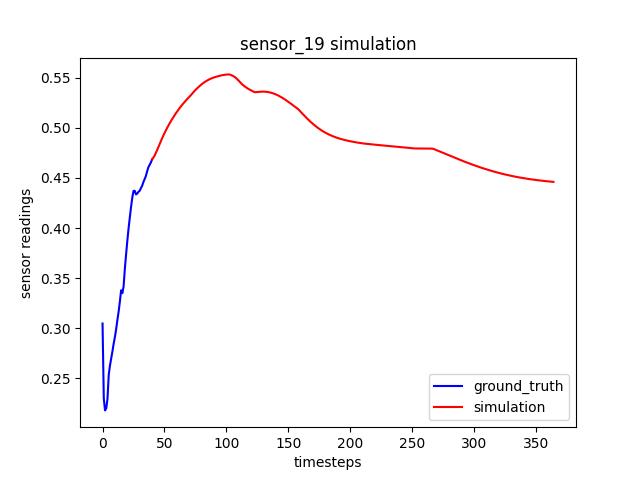 sensor_19 simulation
sensor readings
0.55
0.50
0.45
0.40
0.35
0.30
0.25
0 50 100 150 200 250 300 350
timesteps
ground_truth
simulation